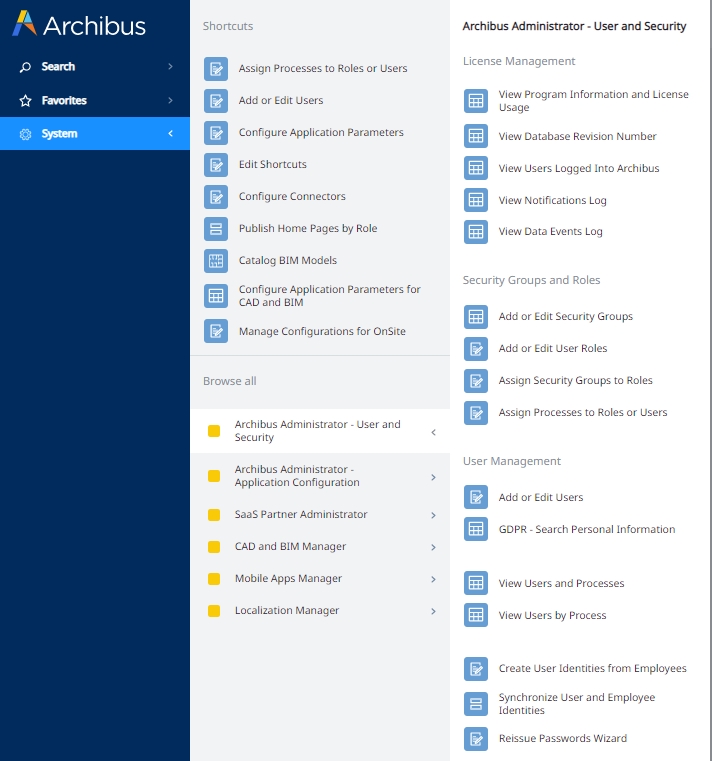 Archibus
Search
Favorites
System
Shortcuts
Assign Processes to Roles or Users
Add or Edit Users
Configure Application Parameters
Edit Shortcuts
Configure Connectors
Publish Home Pages by Role
Catalog BIM Models
Configure Application Parameters for
CAD and BIM
Manage Configurations for OnSite
Browse all
Archibus Administrator - User and
Security
Archibus Administrator -
Application Configuration
SaaS Partner Administrator
CAD and BIM Manager
Mobile Apps Manager
Localization Manager
Archibus Administrator - User and Security
License Management
View Program Information and License
Usage
View Database Revision Number
View Users Logged Into Archibus
View Notifications Log
View Data Events Log
Security Groups and Roles
Add or Edit Security Groups
Add or Edit User Roles
Assign Security Groups to Roles
Assign Processes to Roles or Users
User Management
Add or Edit Users
GDPR - Search Personal Information
View Users and Processes
View Users by Process
Create User Identities from Employees
Synchronize User and Employee
Identities
Reissue Passwords Wizard